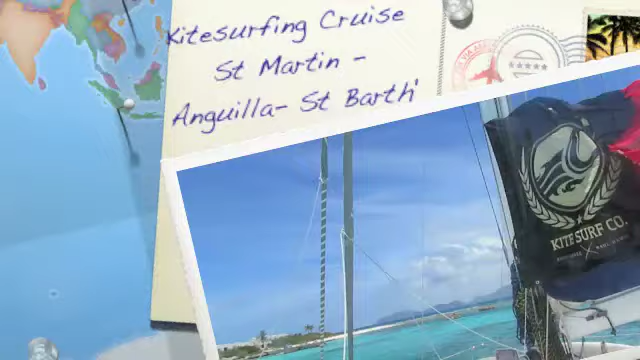 Kitesurfing Cruise
St Martin -
Anguilla- St Barth'
KITE SURF CO.